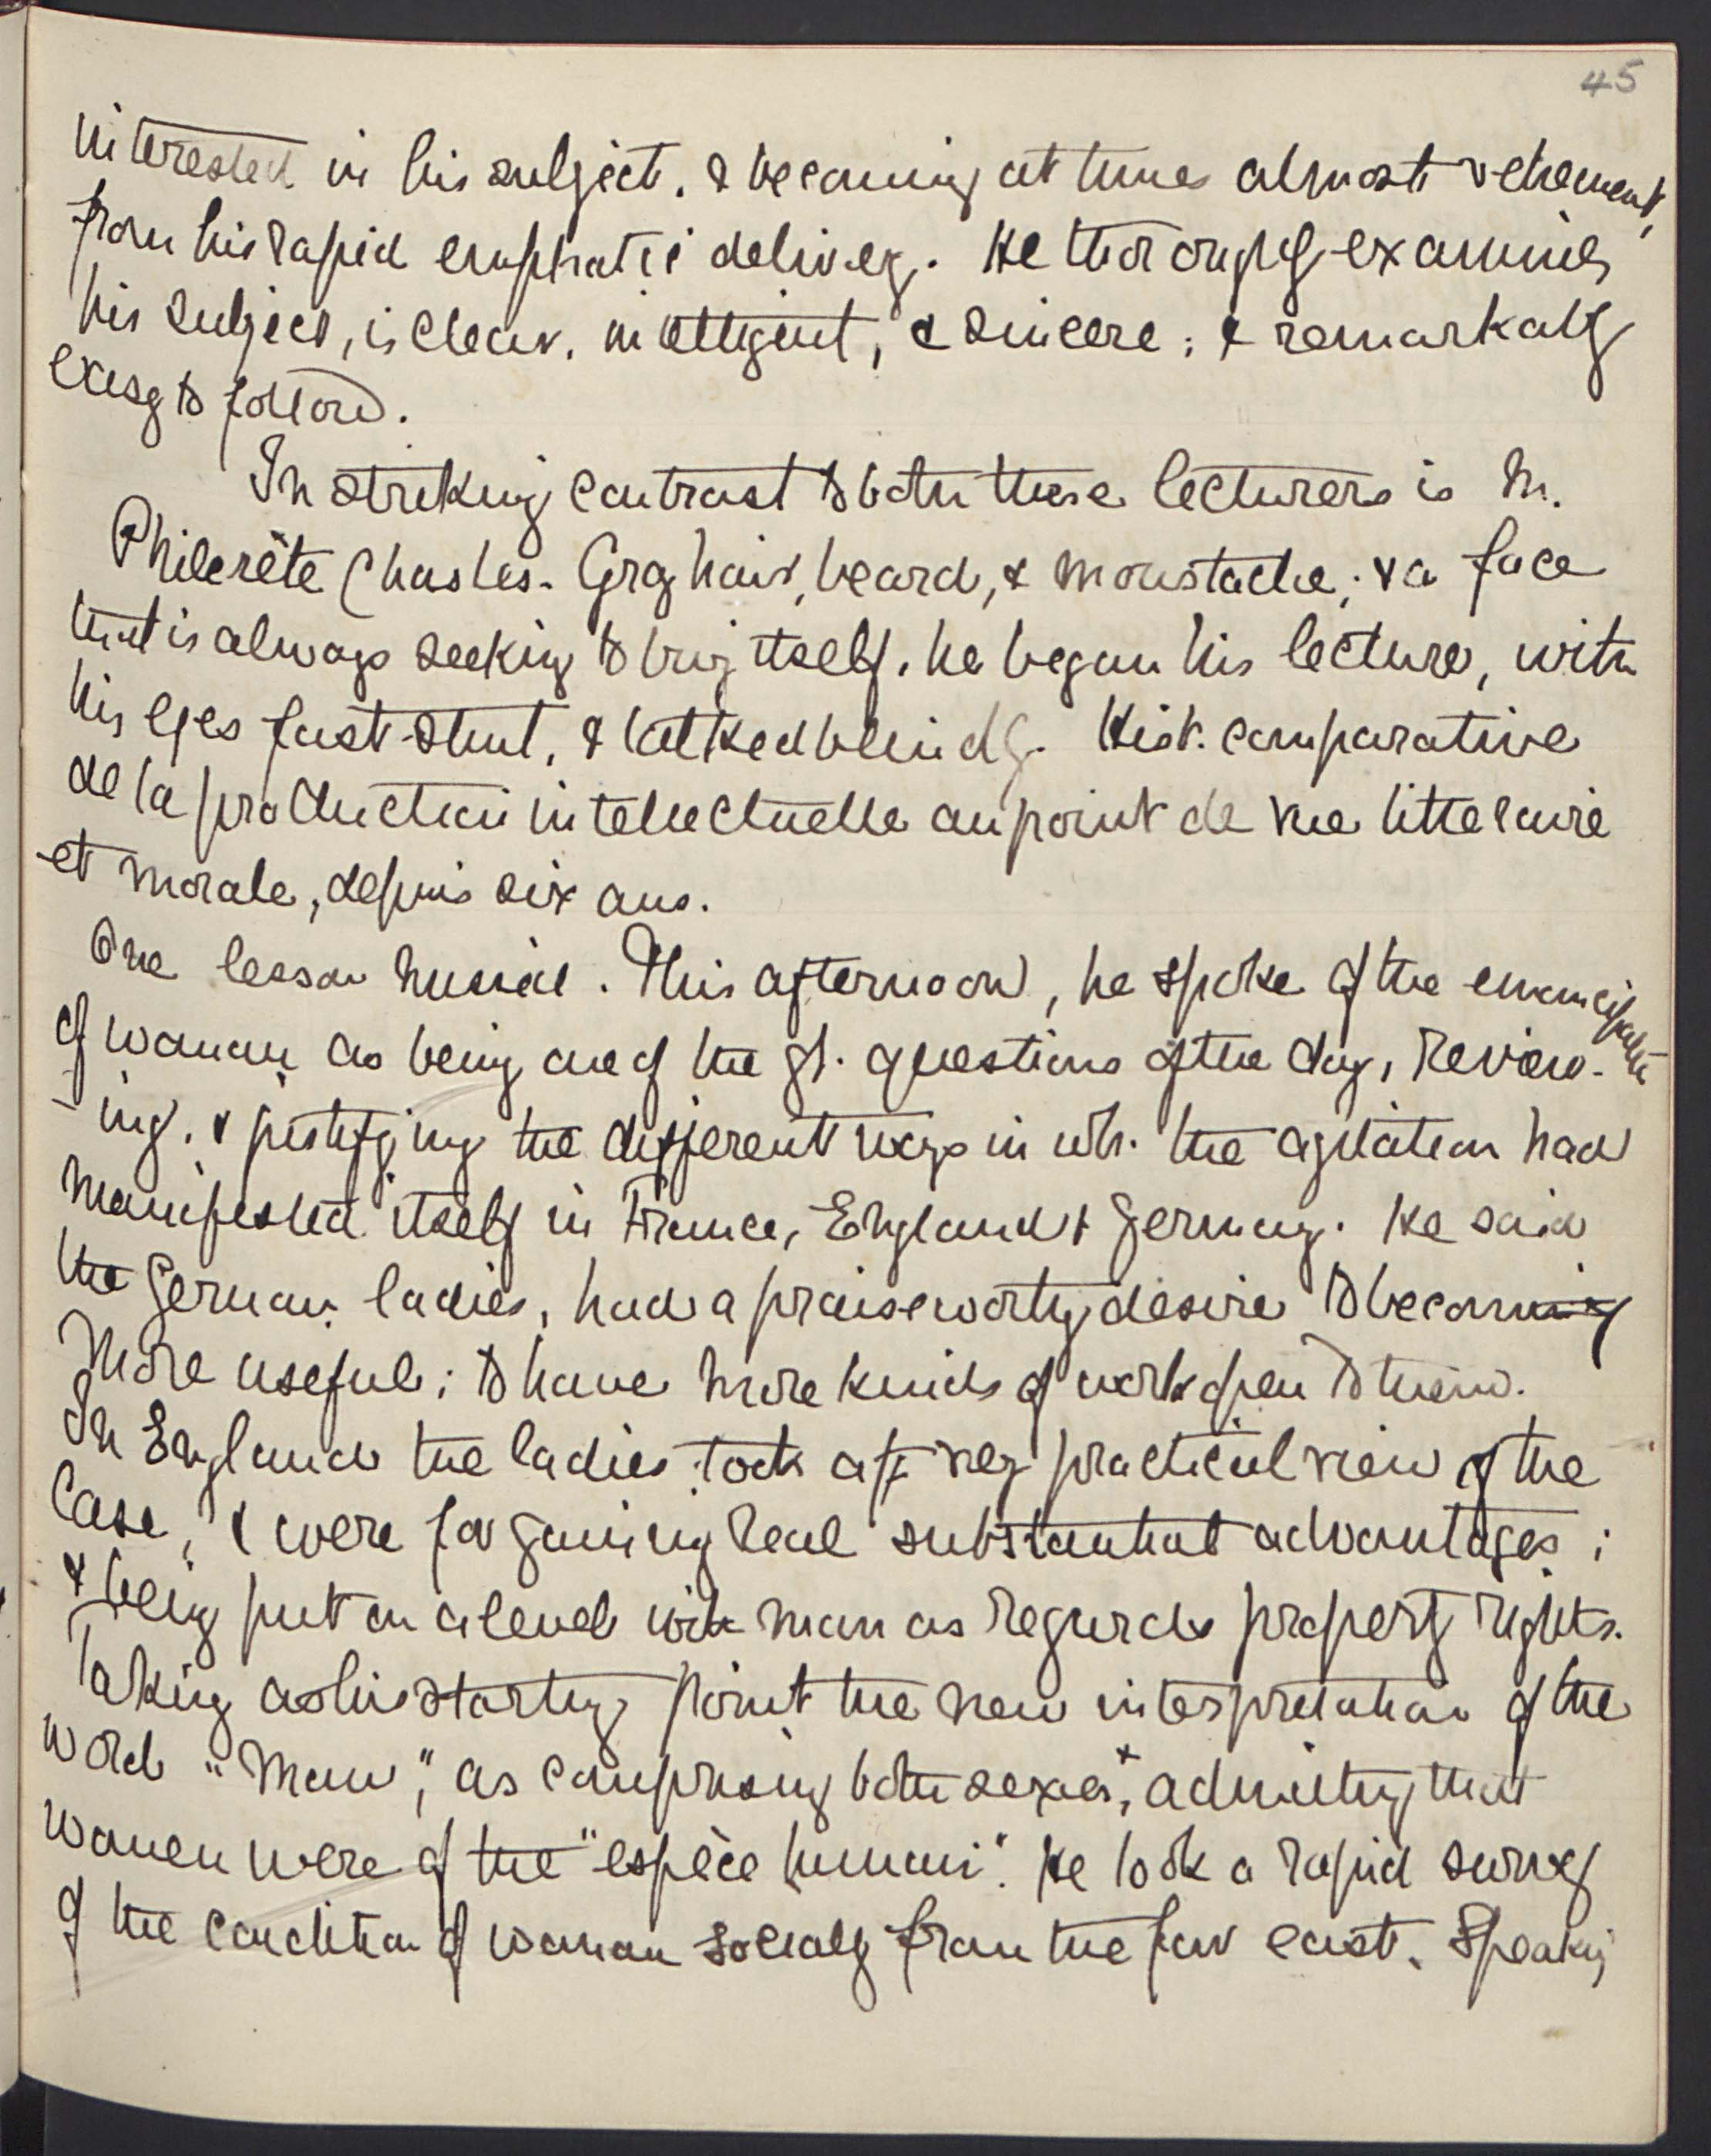 45
interested in his subject, & becoming at times almost vehement,
from his rapid emphatic delivery. He thoroughly examines
his subject, is clear, intelligent, & sincere; & remarkably
easy to follow.
In striking contrast to both these lecturers is M.
Philerète Chasles. Gray hair, beard, & moustache; & a face
that is always seeking to itself, he began his lecture, with
his eyes fast shut, & talked blindly. Hist. comparative
de la production intellectuelle au point de vue litteraire
et morale, depuis six ans.
One lesson . This afternoon, he spoke of the emancipation
of woman as being one of the gt. questions of the day, review-
-ing, & justifying the different ways in wh. the agitation had
manifested itself in France, England & Germany. He said
the German ladies, had a praiseworthy desire to becoming
more useful; to have more kinds of work open to them.
In England the ladies took a very practical view of the
case, & were for gaining real substantial advantages;
& being put on a level with man as regards property rights.
Taking as his starting point the new interpretation of the
word "Man", as comprising both sexes, & admitting that
women were of the "espèce humain". He took a rapid survey
of the condition of woman socially from the far east. Speaking